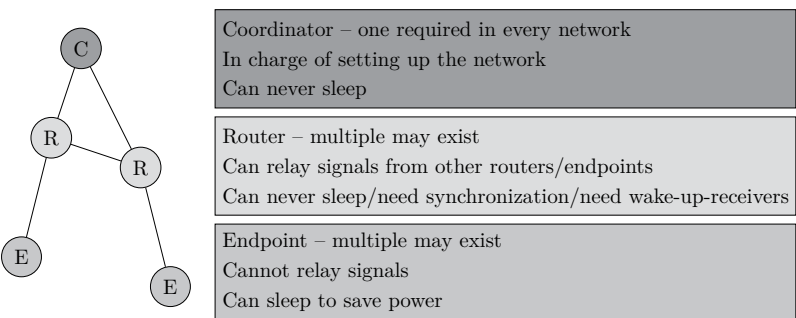 C
R
R
E
E
Coordinator – one required in every network
In charge of setting up the network
Can never sleep
Router – multiple may exist
Can relay signals from other routers/endpoints
Can never sleep/need synchronization/need wake-up-receivers
Endpoint – multiple may exist
Cannot relay signals
Can sleep to save power